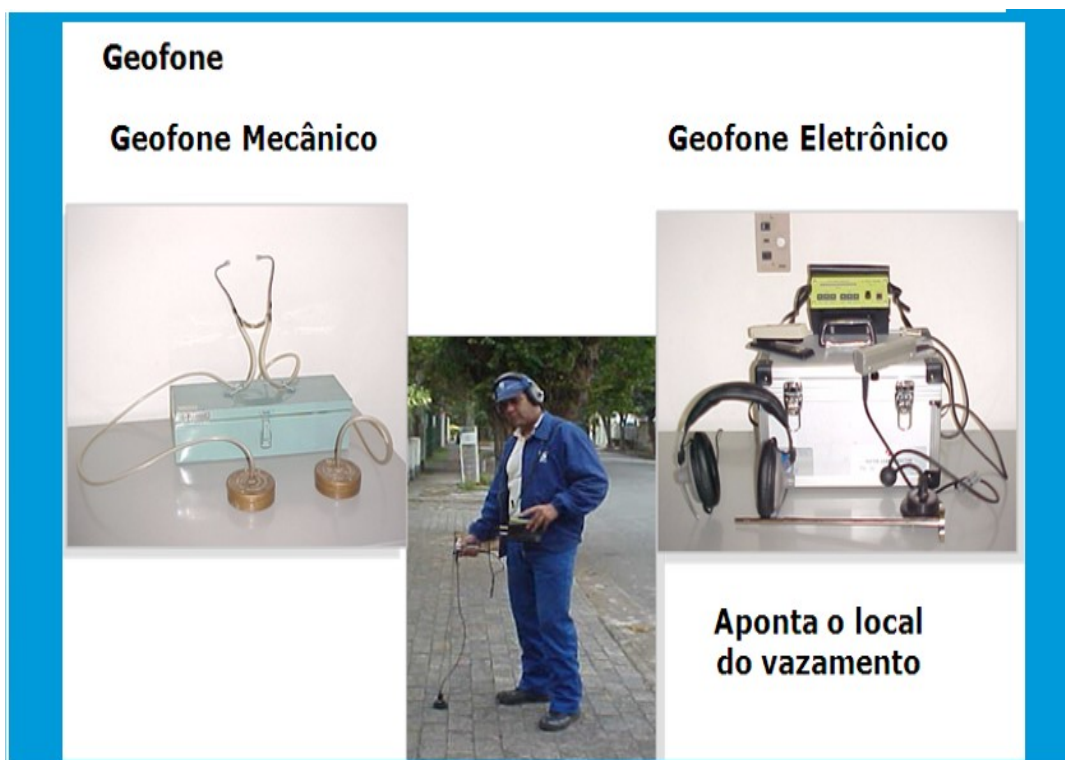 Geofone
Geofone Mecânico
Geofone Eletrônico
Aponta o local
do vazamento